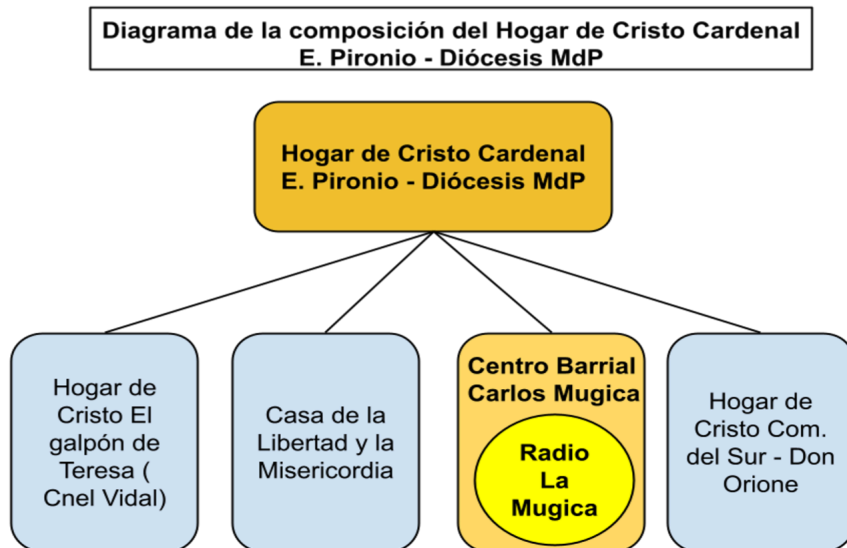 Diagrama de la composición del Hogar de Cristo Cardenal
E. Pironio - Diócesis MdP
Hogar de Cristo Cardenal
E. Pironio - Diócesis MdP
Hogar de
Cristo El
galpón de
Teresa (
Cnel Vidal)
Casa de la
Libertad y la
Misericordia
Centro Barrial
Carlos Mugica
Radio
La
Mugica
Hogar de
Cristo Com.
del Sur - Don
Orione